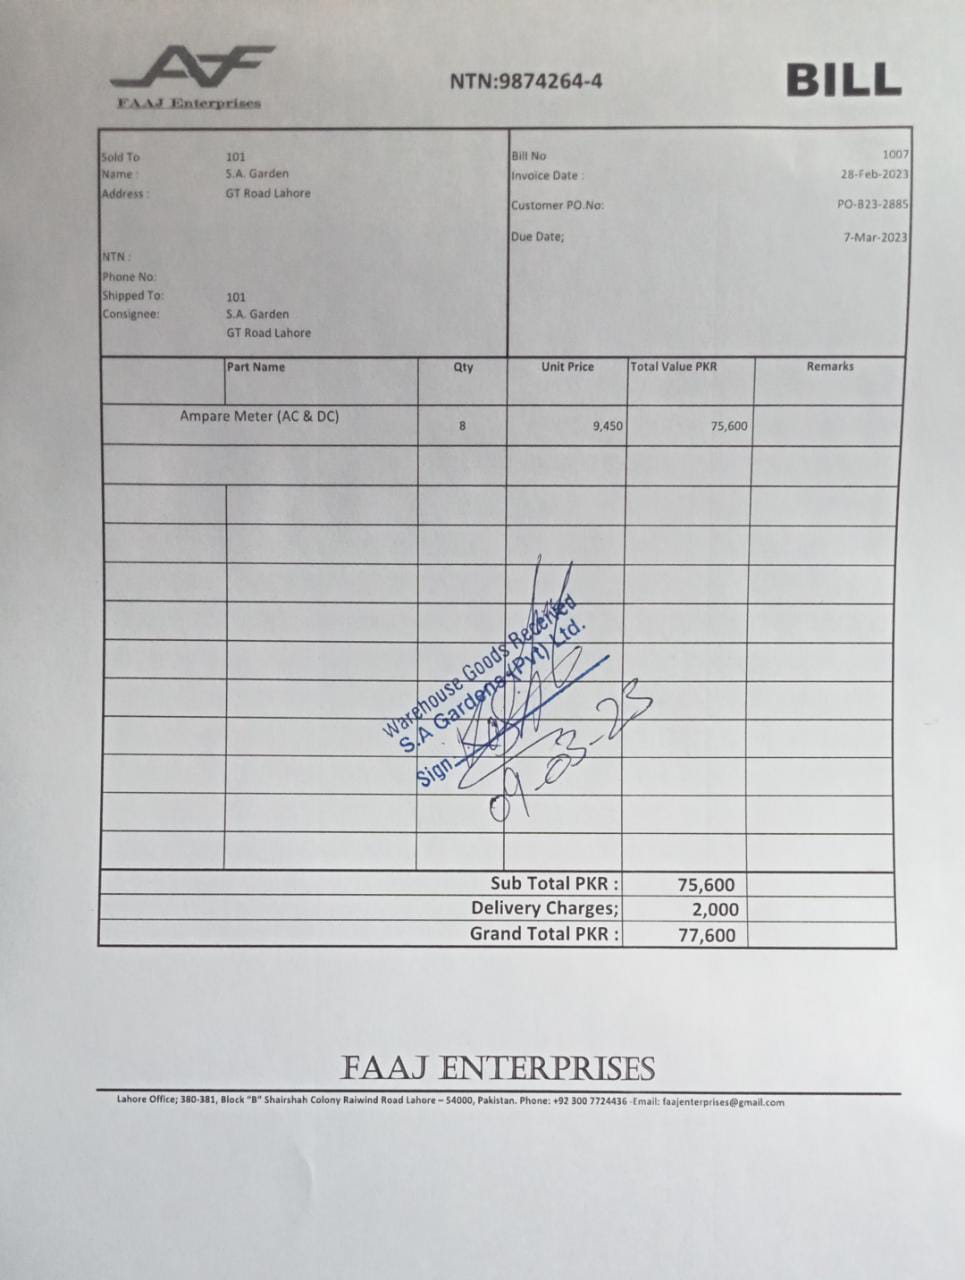 FAAJ Enterprises
NTN:9874264-4
BILL
Sold To 101
Name : S.A. Garden
Address : GT Road Lahore
NTN :
Phone No:
Shipped To: 101
Consignee: S.A. Garden
GT Road Lahore
Bill No 1007
Invoice Date : 28-Feb-2023
Customer PO.No: PO-B23-2885
Due Date; 7-Mar-2023
Part Name Qty Unit Price Total Value PKR Remarks
Ampare Meter (AC & DC) 8 9,450 75,600
Warehouse Goods Received
S.A Gardens (Pvt) Ltd.
Sign
09-03-23
Sub Total PKR : 75,600
Delivery Charges; 2,000
Grand Total PKR : 77,600
FAAJ ENTERPRISES
Lahore Office; 380-381, Block "B" Shairshah Colony Raiwind Road Lahore – 54000, Pakistan. Phone: +92 300 7724436 -Email: faajenterprises@gmail.com